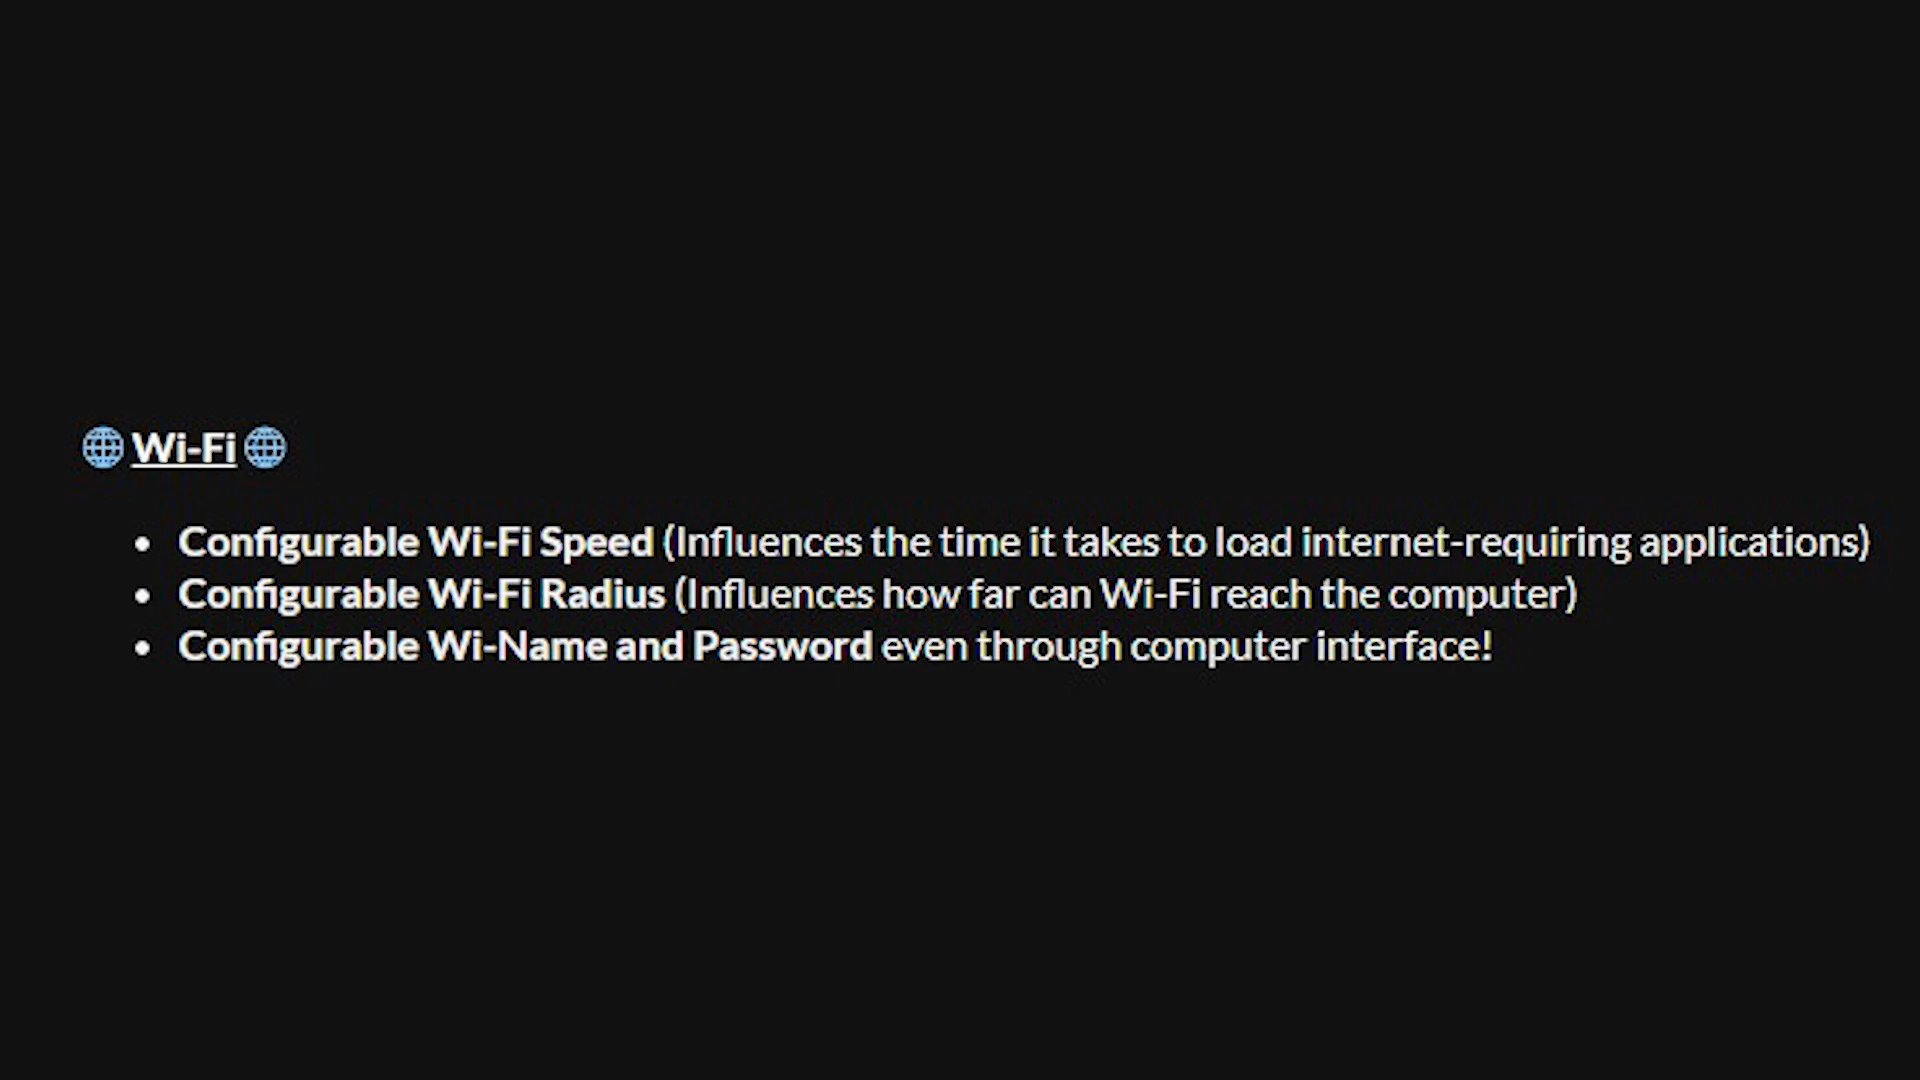 🌐 Wi-Fi 🌐
• Configurable Wi-Fi Speed (Influences the time it takes to load internet-requiring applications)
• Configurable Wi-Fi Radius (Influences how far can Wi-Fi reach the computer)
• Configurable Wi-Name and Password even through computer interface!